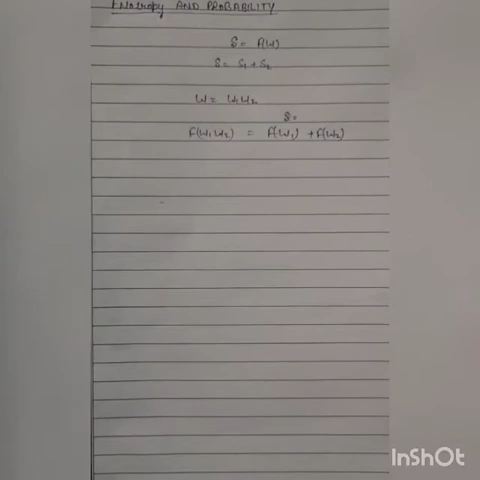 Entropy AND PROBABILITY
S = F(W)
S = S₁ + S₂
W = W₁W₂
S =
F(W₁W₂) = F(W₁) + F(W₂)
InShOt